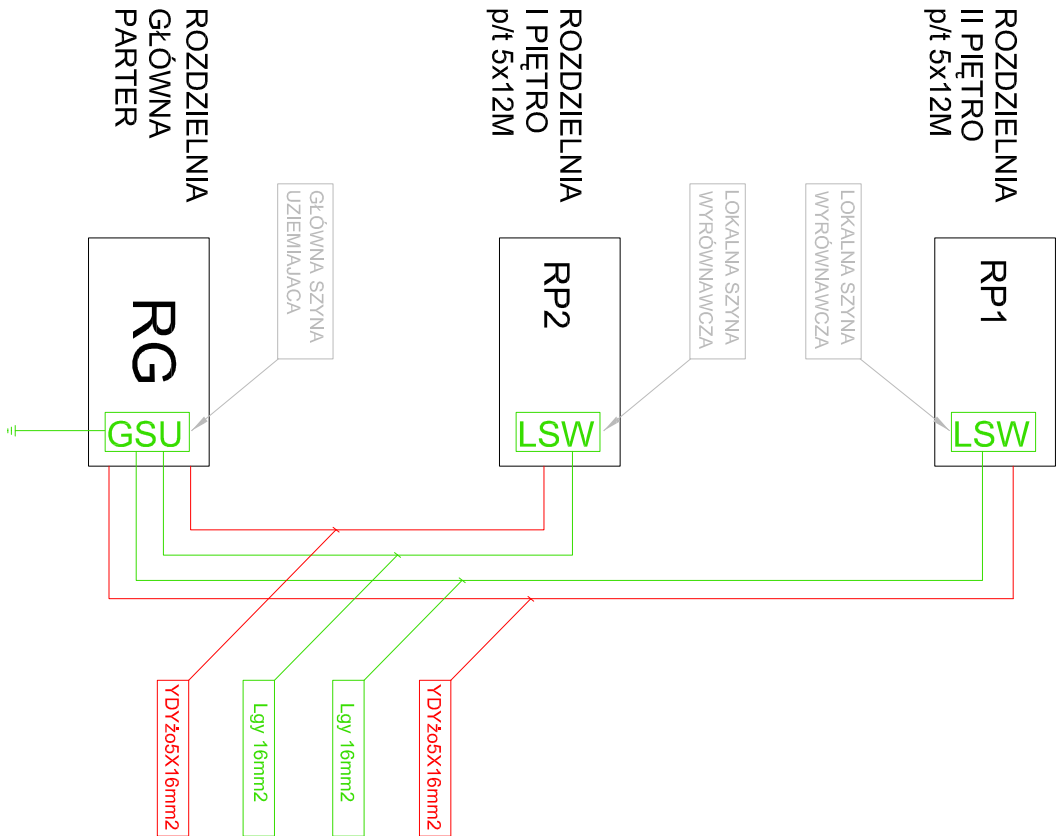 ROZDZIELNIA
GŁÓWNA
PARTER
ROZDZIELNIA
I PIĘTRO
p/t 5x12M
ROZDZIELNIA
II PIĘTRO
p/t 5x12M
GŁÓWNA SZYNA
UZIEMIAJACA
LOKALNA SZYNA
WYRÓWNAWCZA
LOKALNA SZYNA
WYRÓWNAWCZA
RG
RP2
RP1
GSU
LSW
LSW
YDYżo5X16mm2
Lgy 16mm2
Lgy 16mm2
YDYżo5X16mm2